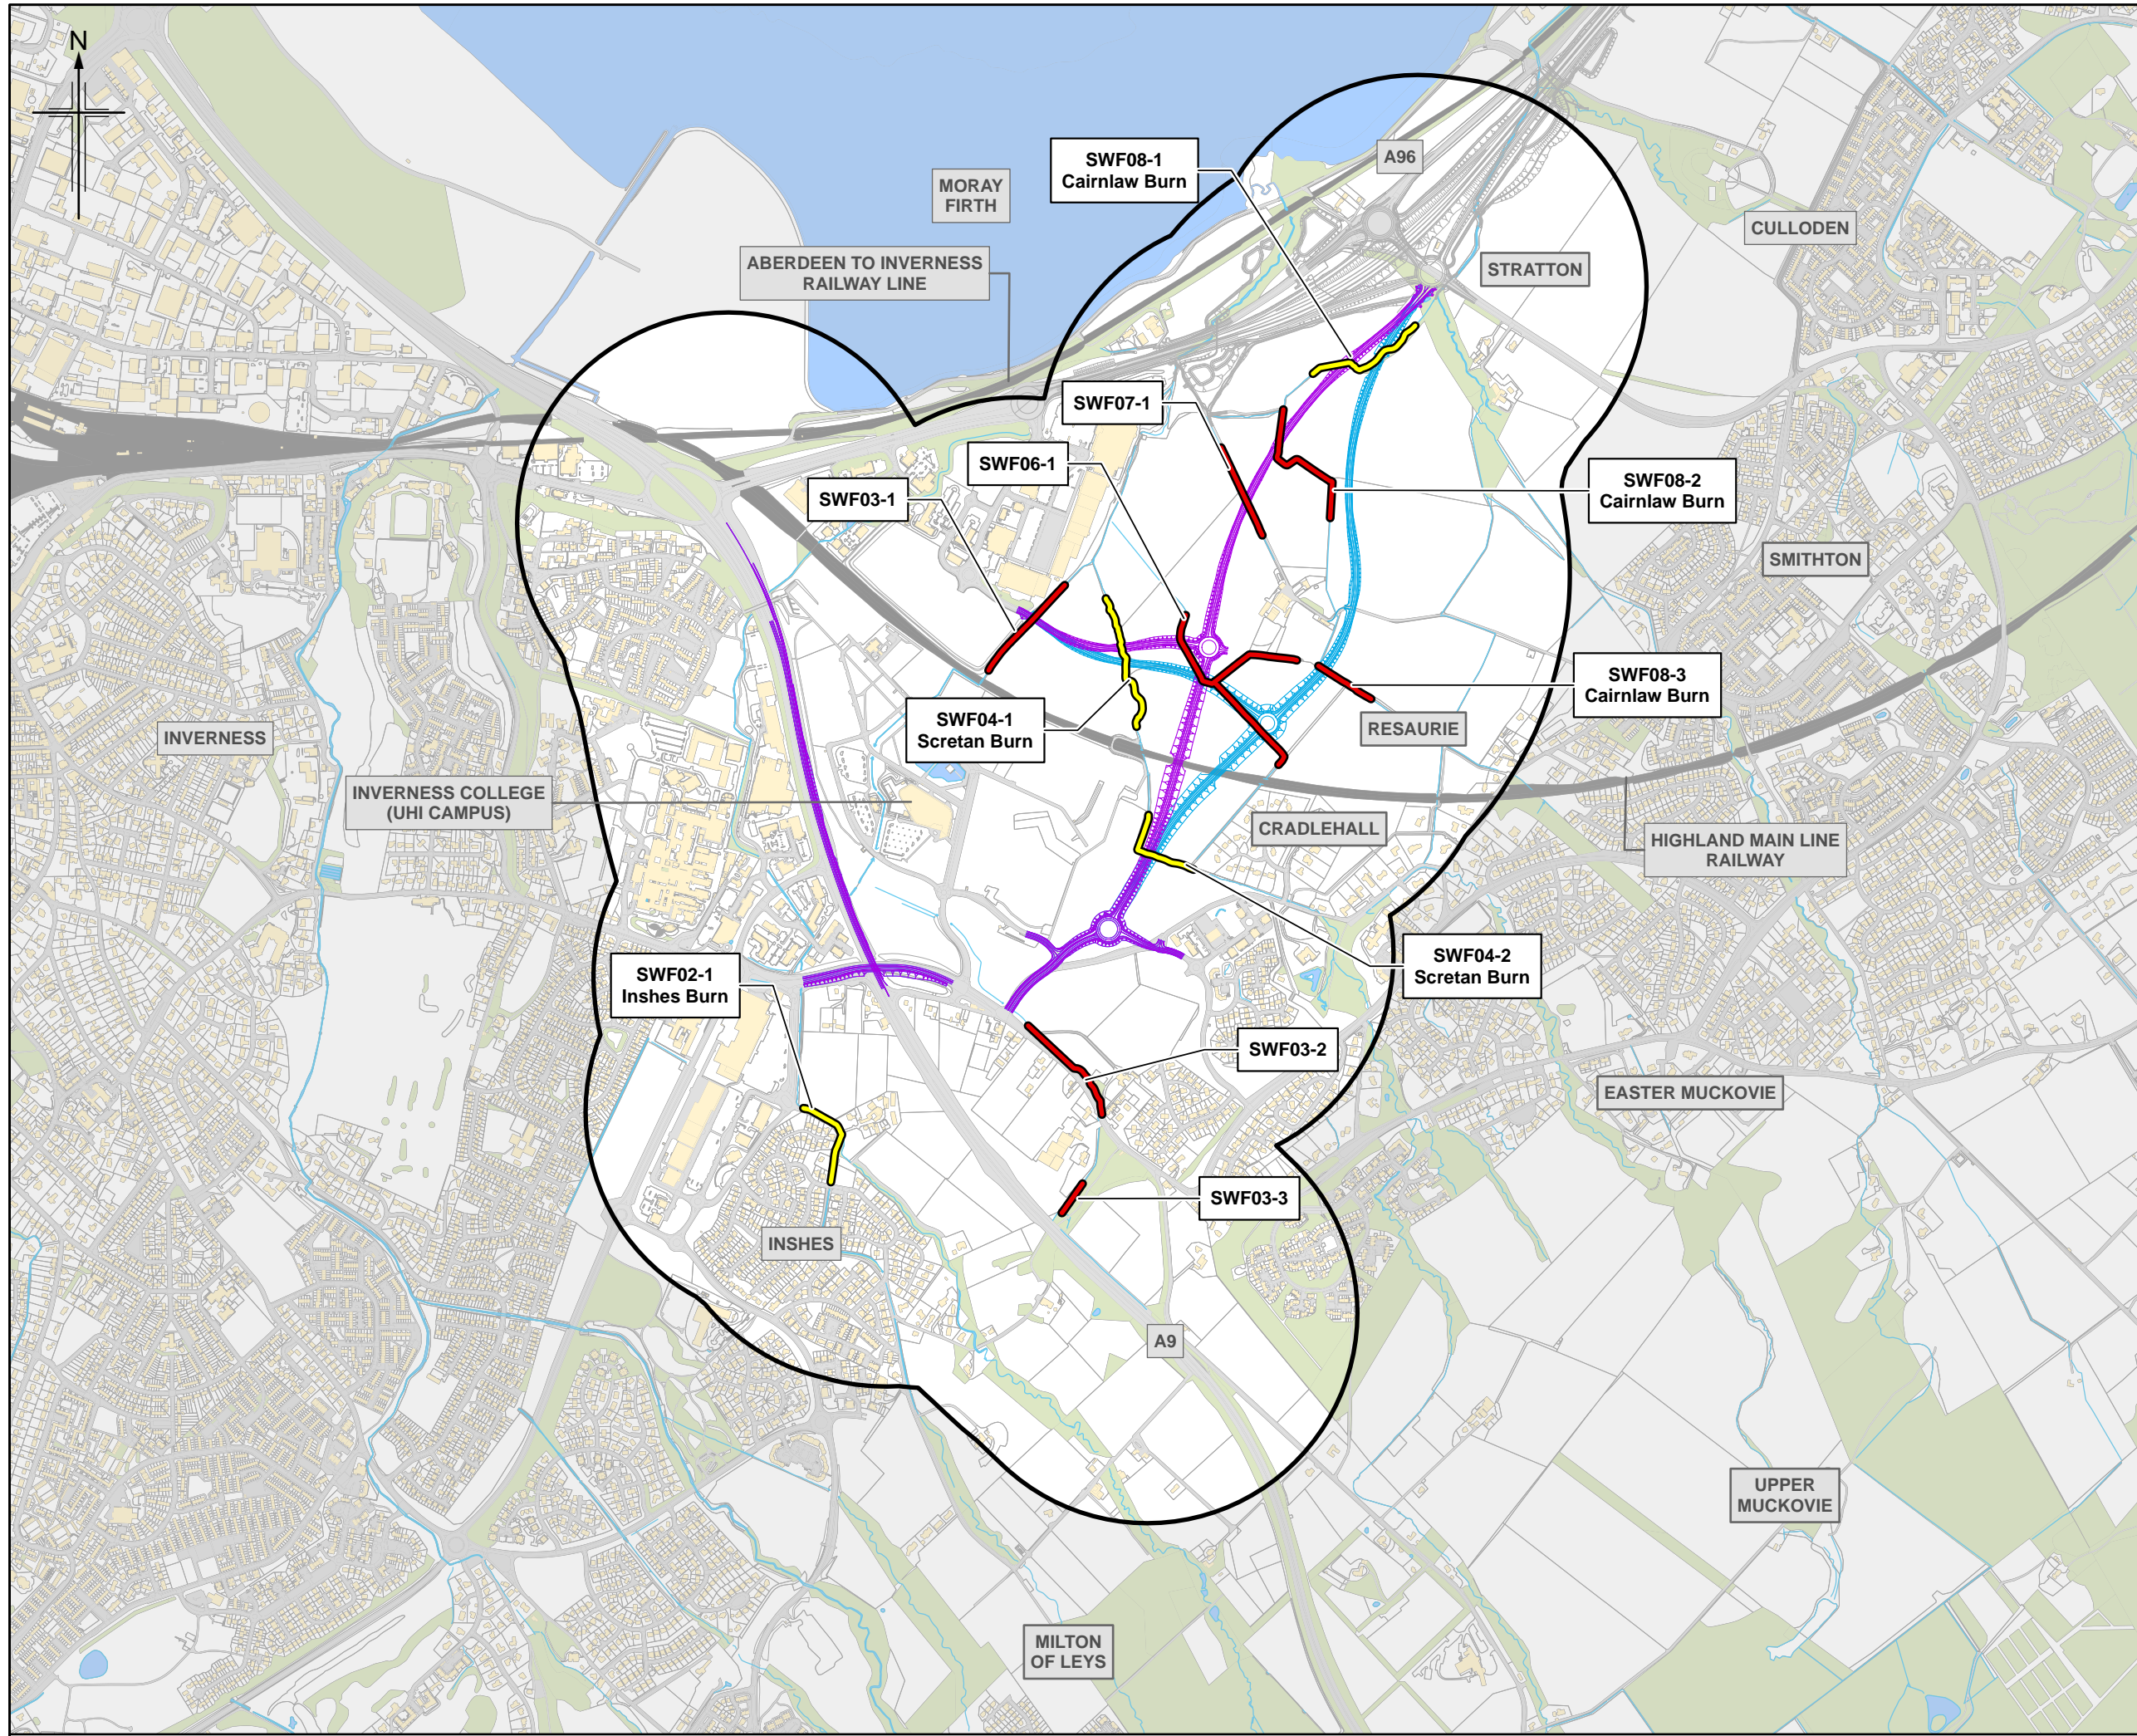 N
SWF08-1
Cairnlaw Burn
A96
MORAY
FIRTH
CULLODEN
ABERDEEN TO INVERNESS
RAILWAY LINE
STRATTON
SWF07-1
SWF06-1
SWF03-1
SWF08-2
Cairnlaw Burn
SMITHTON
SWF08-3
Cairnlaw Burn
SWF04-1
Scretan Burn
RESAURIE
INVERNESS
INVERNESS COLLEGE
(UHI CAMPUS)
CRADLEHALL
HIGHLAND MAIN LINE
RAILWAY
SWF04-2
Scretan Burn
SWF02-1
Inshes Burn
SWF03-2
EASTER MUCKOVIE
SWF03-3
INSHES
A9
UPPER
MUCKOVIE
MILTON
OF LEYS